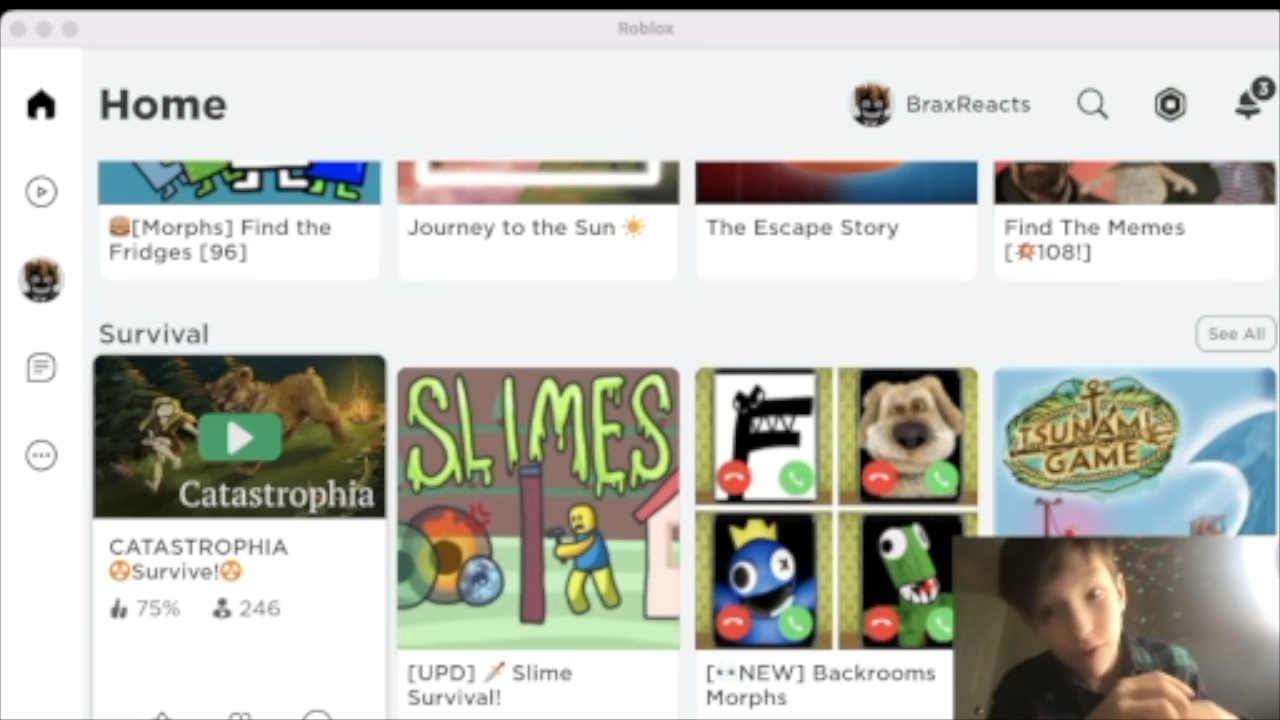 Roblox
Home
BraxReacts
3
🍔[Morphs] Find the
Fridges [96]
Journey to the Sun ☀️
The Escape Story
Find The Memes
[💥108!]
Survival
See All
Catastrophia
SLIMES
TSUNAMI
GAME
CATASTROPHIA
😨Survive!😨
75% 246
[UPD] 🗡️ Slime
Survival!
[👀NEW] Backrooms
Morphs